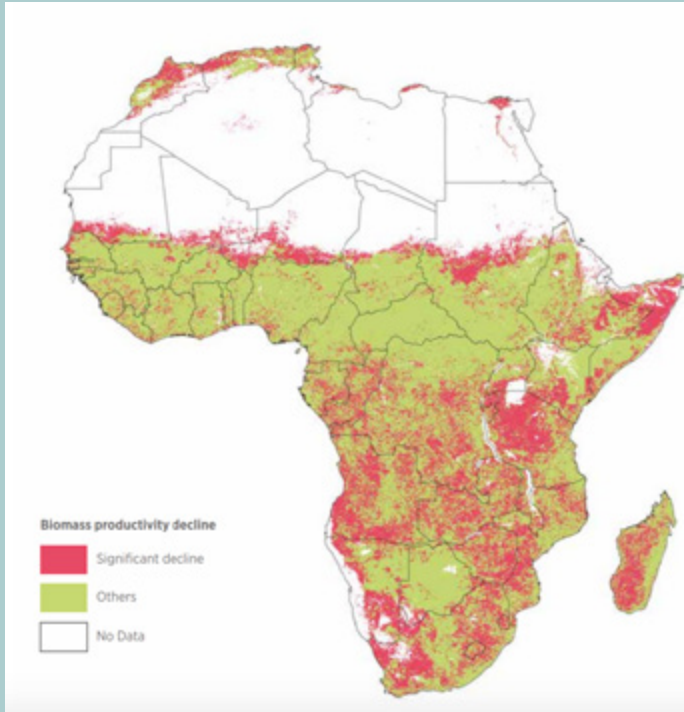 Biomass productivity decline
Significant decline
Others
No Data